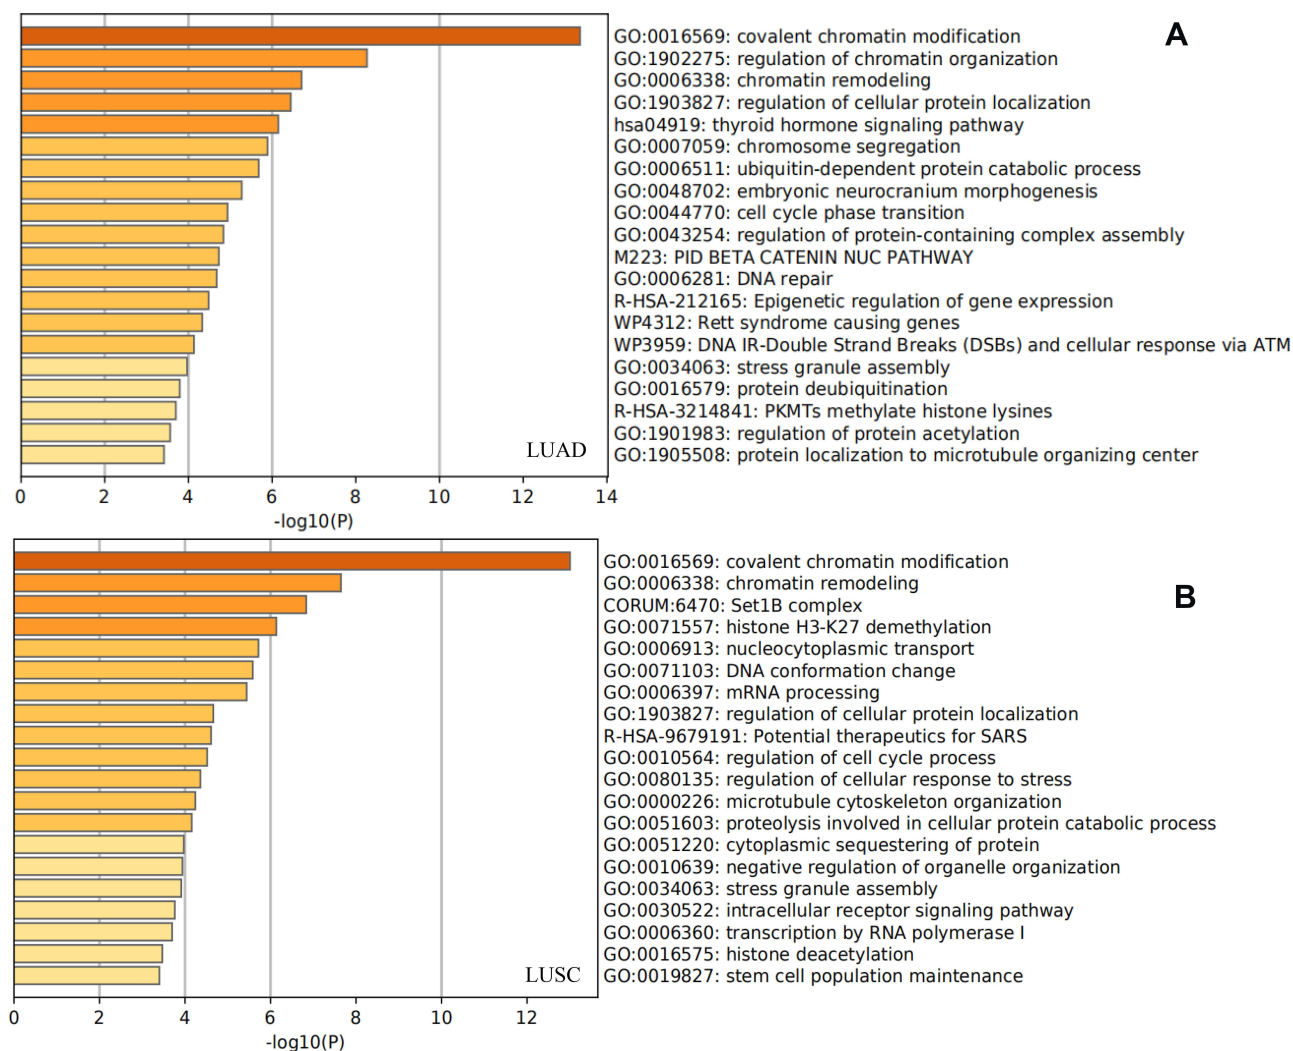 A
GO:0016569: covalent chromatin modification
GO:1902275: regulation of chromatin organization
GO:0006338: chromatin remodeling
GO:1903827: regulation of cellular protein localization
hsa04919: thyroid hormone signaling pathway
GO:0007059: chromosome segregation
GO:0006511: ubiquitin-dependent protein catabolic process
GO:0048702: embryonic neurocranium morphogenesis
GO:0044770: cell cycle phase transition
GO:0043254: regulation of protein-containing complex assembly
M223: PID BETA CATENIN NUC PATHWAY
GO:0006281: DNA repair
R-HSA-212165: Epigenetic regulation of gene expression
WP4312: Rett syndrome causing genes
WP3959: DNA IR-Double Strand Breaks (DSBs) and cellular response via ATM
GO:0034063: stress granule assembly
GO:0016579: protein deubiquitination
R-HSA-3214841: PKMTs methylate histone lysines
GO:1901983: regulation of protein acetylation
LUAD
GO:1905508: protein localization to microtubule organizing center
0 2 4 6 8 10 12 14
-log10(P)
B
GO:0016569: covalent chromatin modification
GO:0006338: chromatin remodeling
CORUM:6470: Set1B complex
GO:0071557: histone H3-K27 demethylation
GO:0006913: nucleocytoplasmic transport
GO:0071103: DNA conformation change
GO:0006397: mRNA processing
GO:1903827: regulation of cellular protein localization
R-HSA-9679191: Potential therapeutics for SARS
GO:0010564: regulation of cell cycle process
GO:0080135: regulation of cellular response to stress
GO:0000226: microtubule cytoskeleton organization
GO:0051603: proteolysis involved in cellular protein catabolic process
GO:0051220: cytoplasmic sequestering of protein
GO:0010639: negative regulation of organelle organization
GO:0034063: stress granule assembly
GO:0030522: intracellular receptor signaling pathway
GO:0006360: transcription by RNA polymerase I
GO:0016575: histone deacetylation
LUSC
GO:0019827: stem cell population maintenance
0 2 4 6 8 10 12
-log10(P)